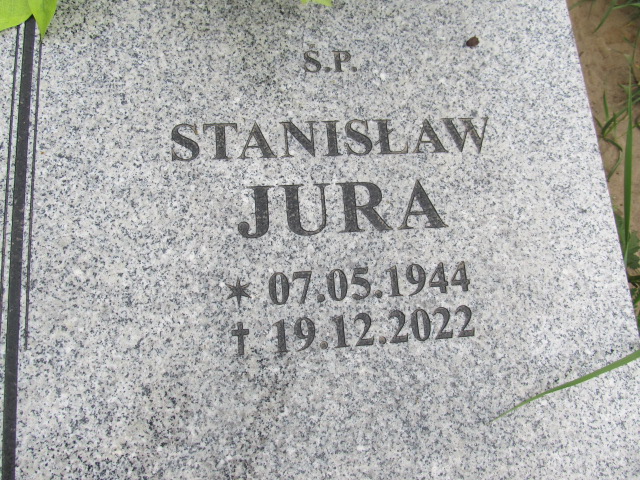 Ś.P.
STANISŁAW
JURA
✶ 07.05.1944
✝ 19.12.2022